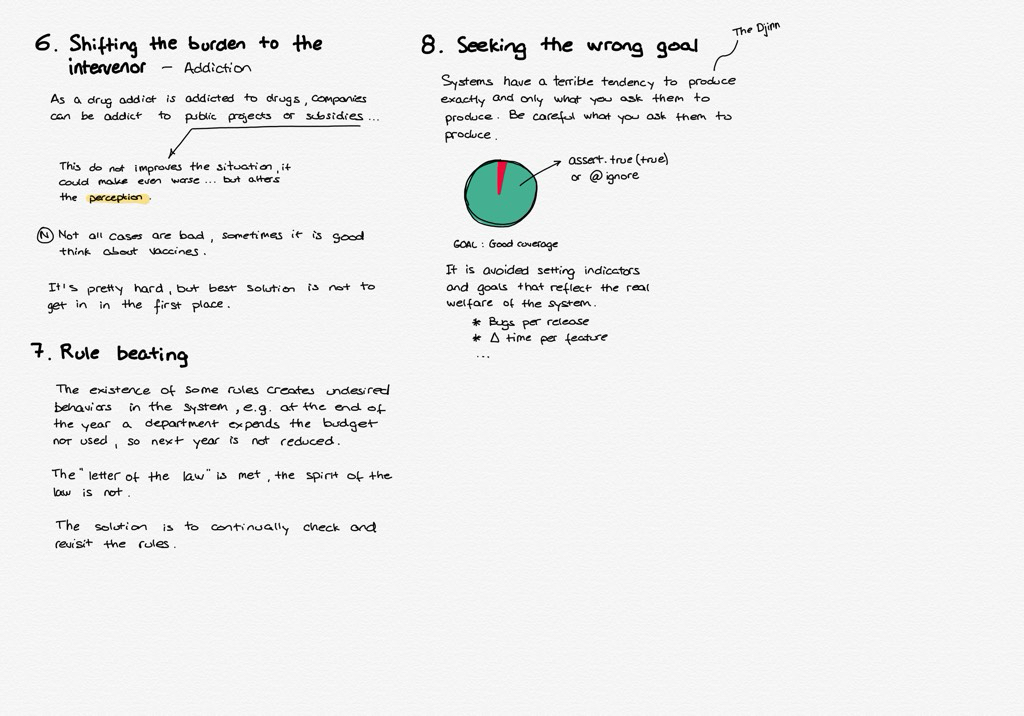 6. Shifting the burden to the
intervenor – Addiction
As a drug addict is addicted to drugs, companies
can be addict to public projects or subsidies...
This do not improves the situation, it
could make even worse... but alters
the perception.
N Not all cases are bad, sometimes it is good
think about vaccines.
It's pretty hard, but best solution is not to
get in in the first place.
7. Rule beating
The existence of some rules creates undesired
behaviors in the system, e.g. at the end of
the year a department expends the budget
not used, so next year is not reduced.
The "letter of the law" is met, the spirit of the
law is not.
The solution is to continually check and
revisit the rules.
8. Seeking the wrong goal
The Djinn
Systems have a terrible tendency to produce
exactly and only what you ask them to
produce. Be careful what you ask them to
produce.
assert.true(true)
or @ignore
GOAL: Good coverage
It is avoided setting indicators
and goals that reflect the real
welfare of the system.
* Bugs per release
* Δ time per feature
...